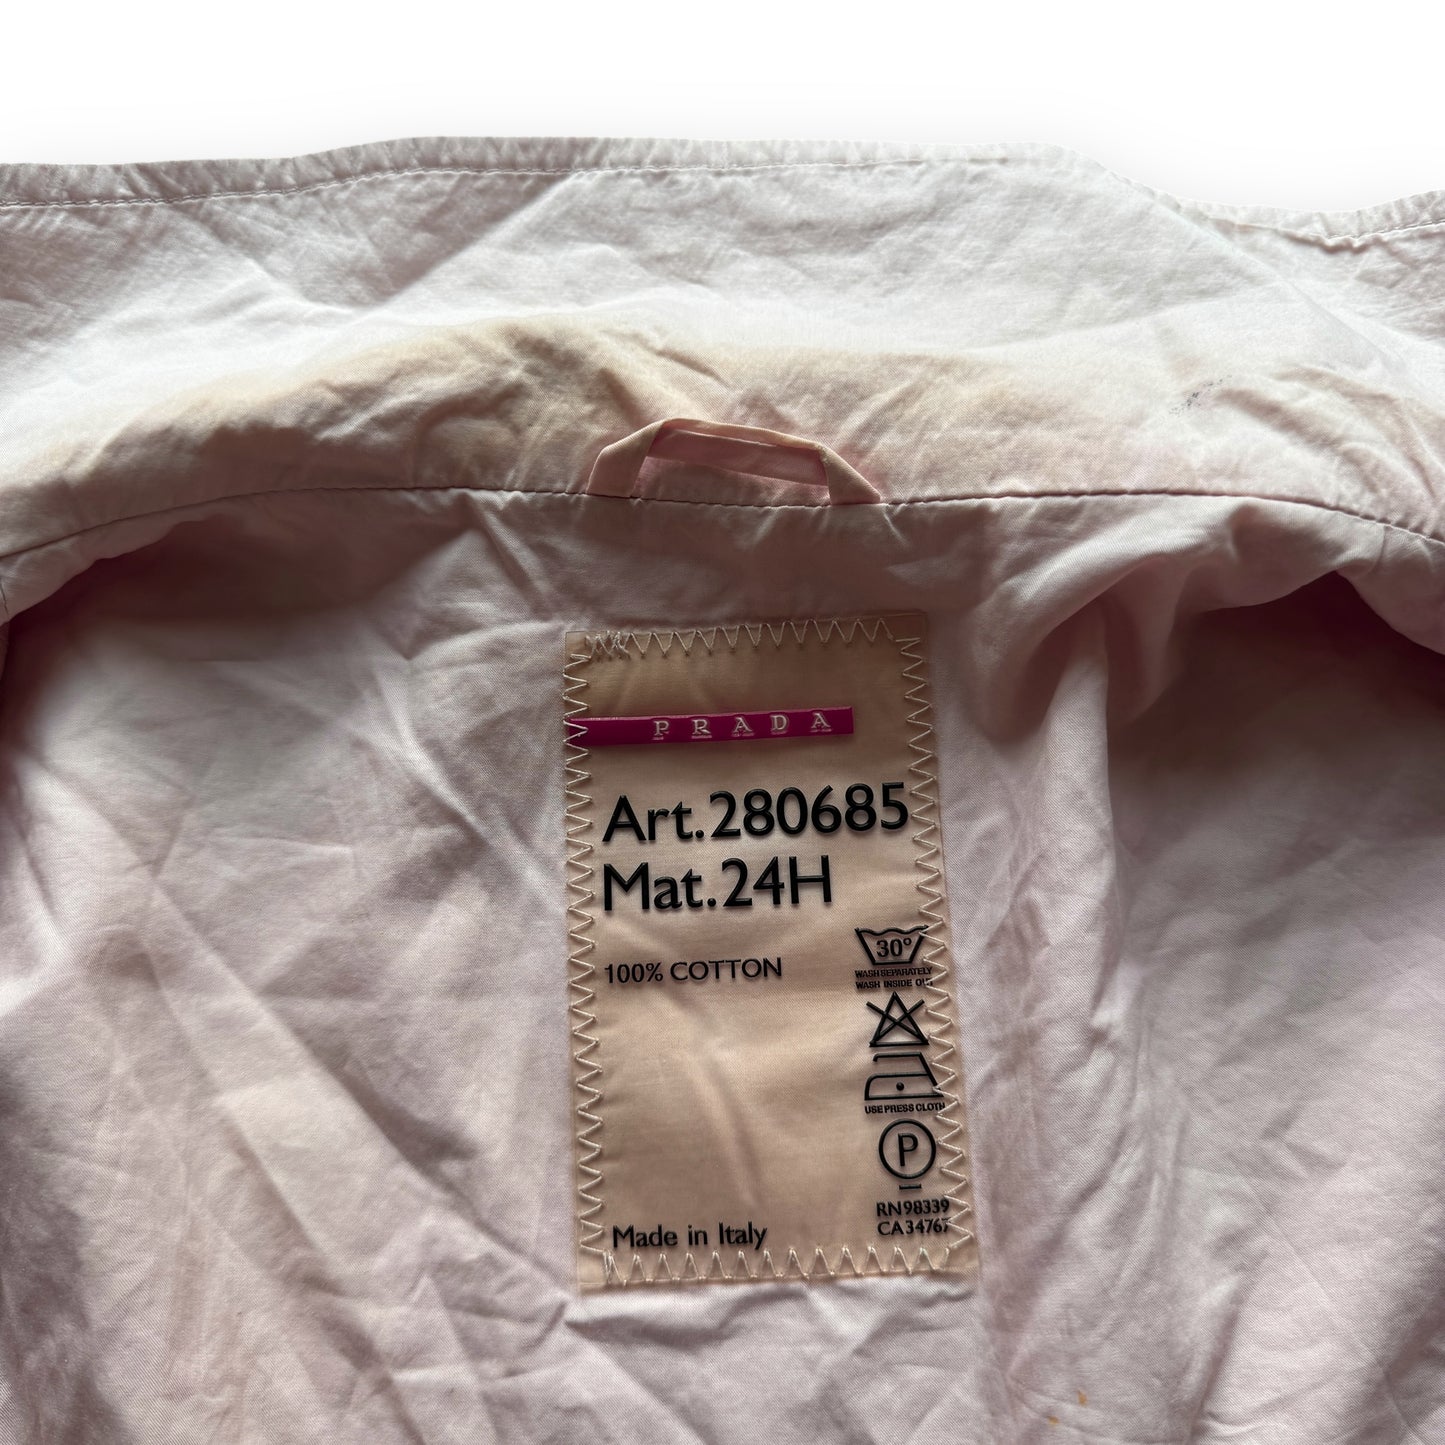 PRADA
Art.280685
Mat.24H
100% COTTON
30°
WASH SEPARATELY
WASH INSIDE OUT
USE PRESS CLOTH
P
RN98339
CA34767
Made in Italy